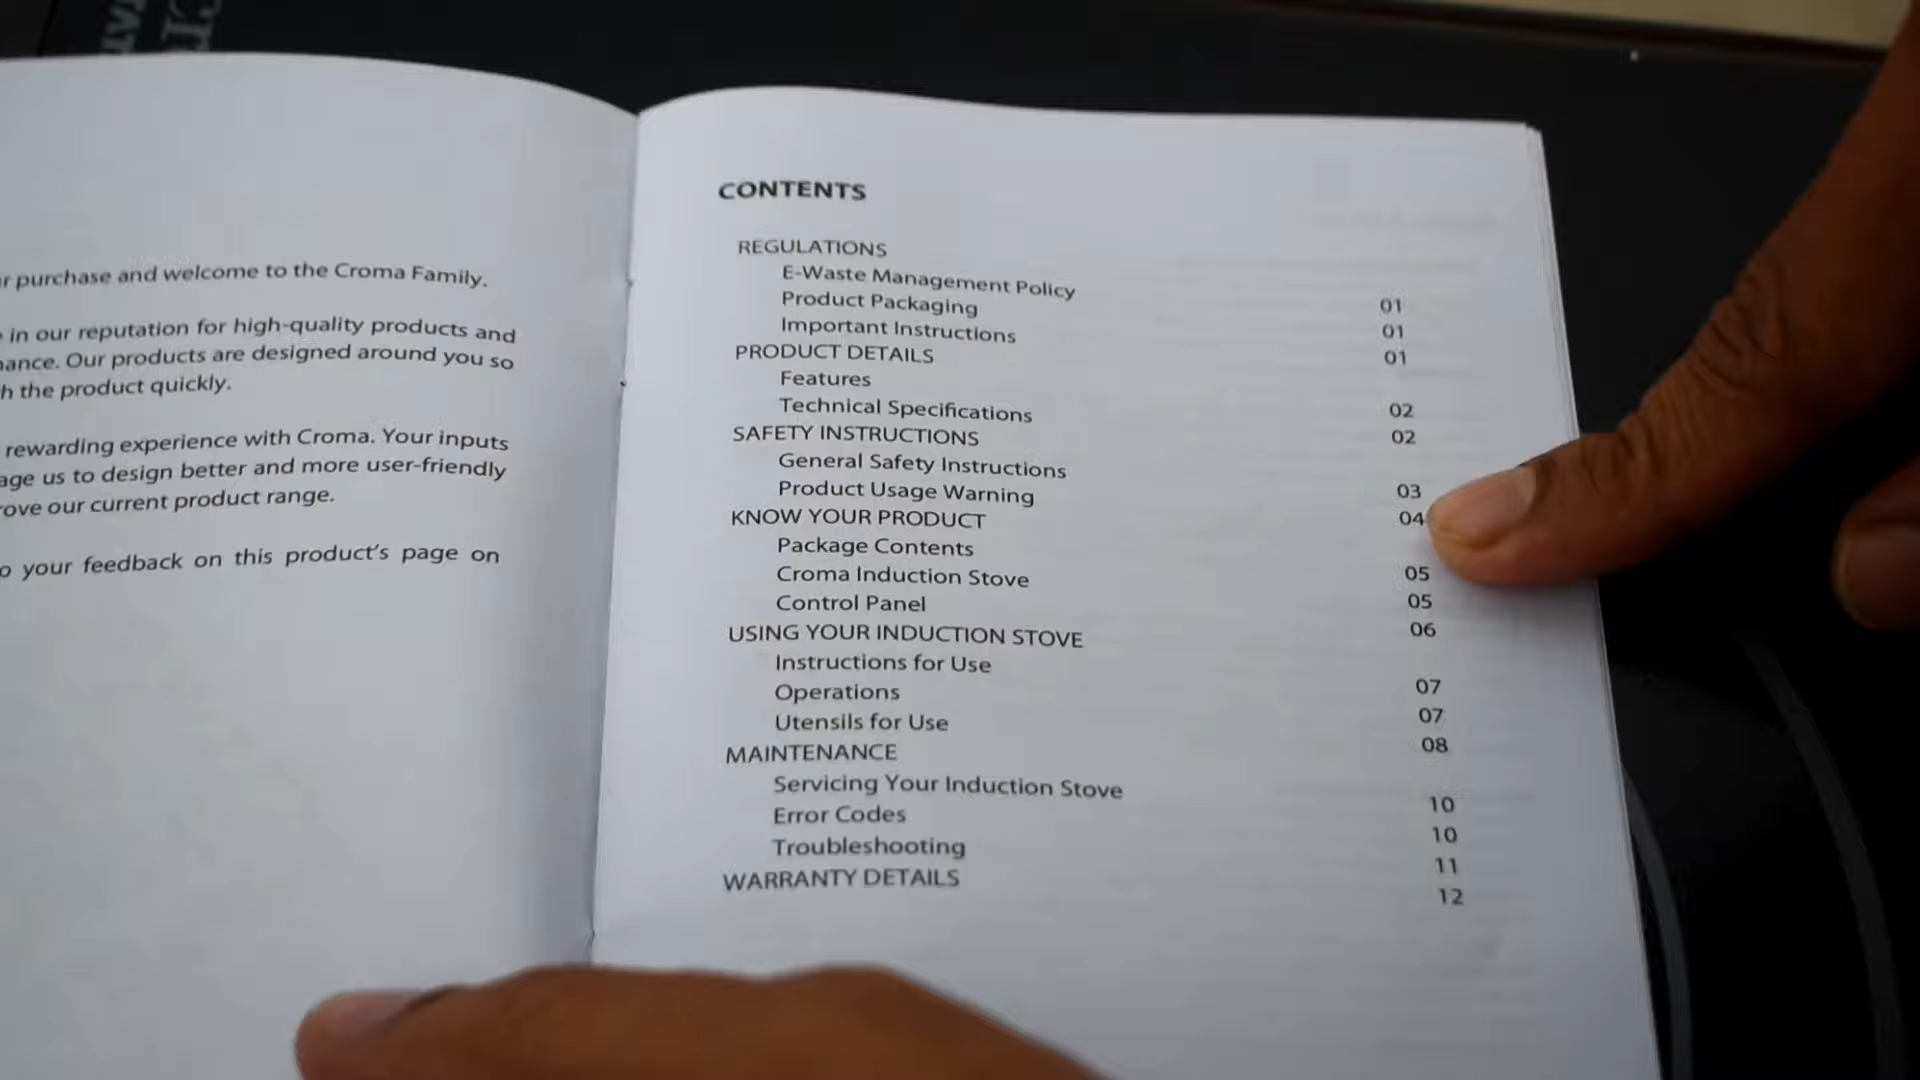 r purchase and welcome to the Croma Family.
in our reputation for high-quality products and
ance. Our products are designed around you so
h the product quickly.
rewarding experience with Croma. Your inputs
age us to design better and more user-friendly
rove our current product range.
o your feedback on this product's page on
CONTENTS
REGULATIONS
E-Waste Management Policy 01
Product Packaging 01
Important Instructions 01
PRODUCT DETAILS
Features 02
Technical Specifications 02
SAFETY INSTRUCTIONS
General Safety Instructions 03
Product Usage Warning 04
KNOW YOUR PRODUCT
Package Contents 05
Croma Induction Stove 05
Control Panel 06
USING YOUR INDUCTION STOVE
Instructions for Use 07
Operations 07
Utensils for Use 08
MAINTENANCE
Servicing Your Induction Stove 10
Error Codes 10
Troubleshooting 11
WARRANTY DETAILS 12